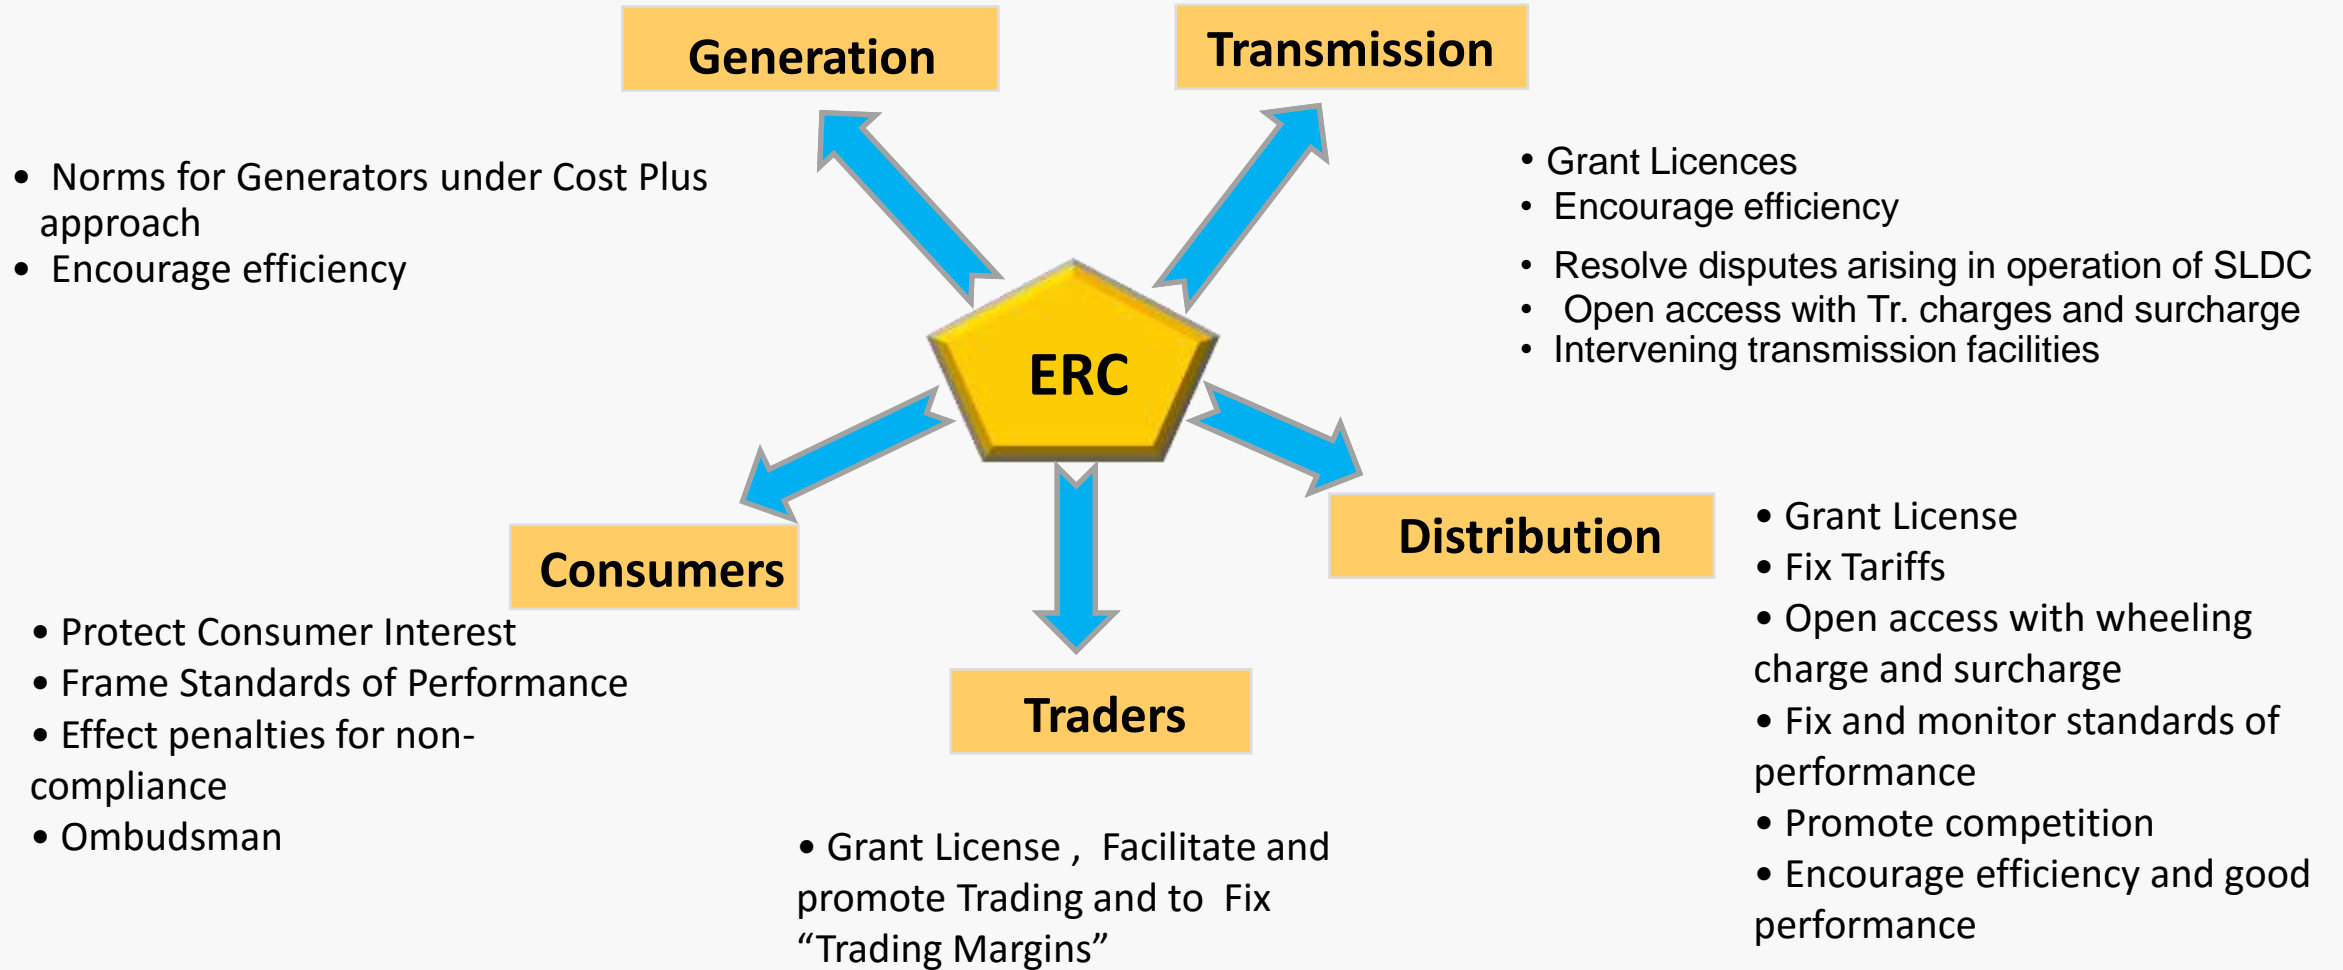 Generation
Transmission
• Norms for Generators under Cost Plus
approach
• Encourage efficiency
• Grant Licences
• Encourage efficiency
• Resolve disputes arising in operation of SLDC
• Open access with Tr. charges and surcharge
• Intervening transmission facilities
ERC
Consumers
• Protect Consumer Interest
• Frame Standards of Performance
• Effect penalties for non-
compliance
• Ombudsman
Traders
• Grant License , Facilitate and
promote Trading and to Fix
“Trading Margins”
Distribution
• Grant License
• Fix Tariffs
• Open access with wheeling
charge and surcharge
• Fix and monitor standards of
performance
• Promote competition
• Encourage efficiency and good
performance